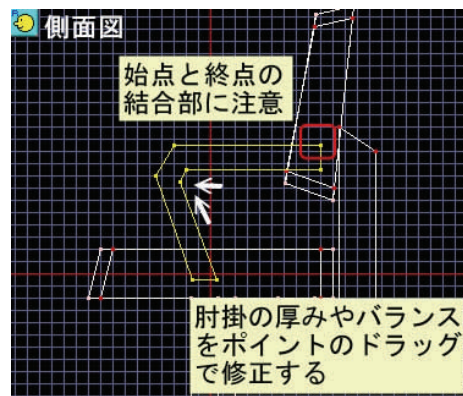 側面図
始点と終点の
結合部に注意
肘掛の厚みやバランス
をポイントのドラッグ
で修正する